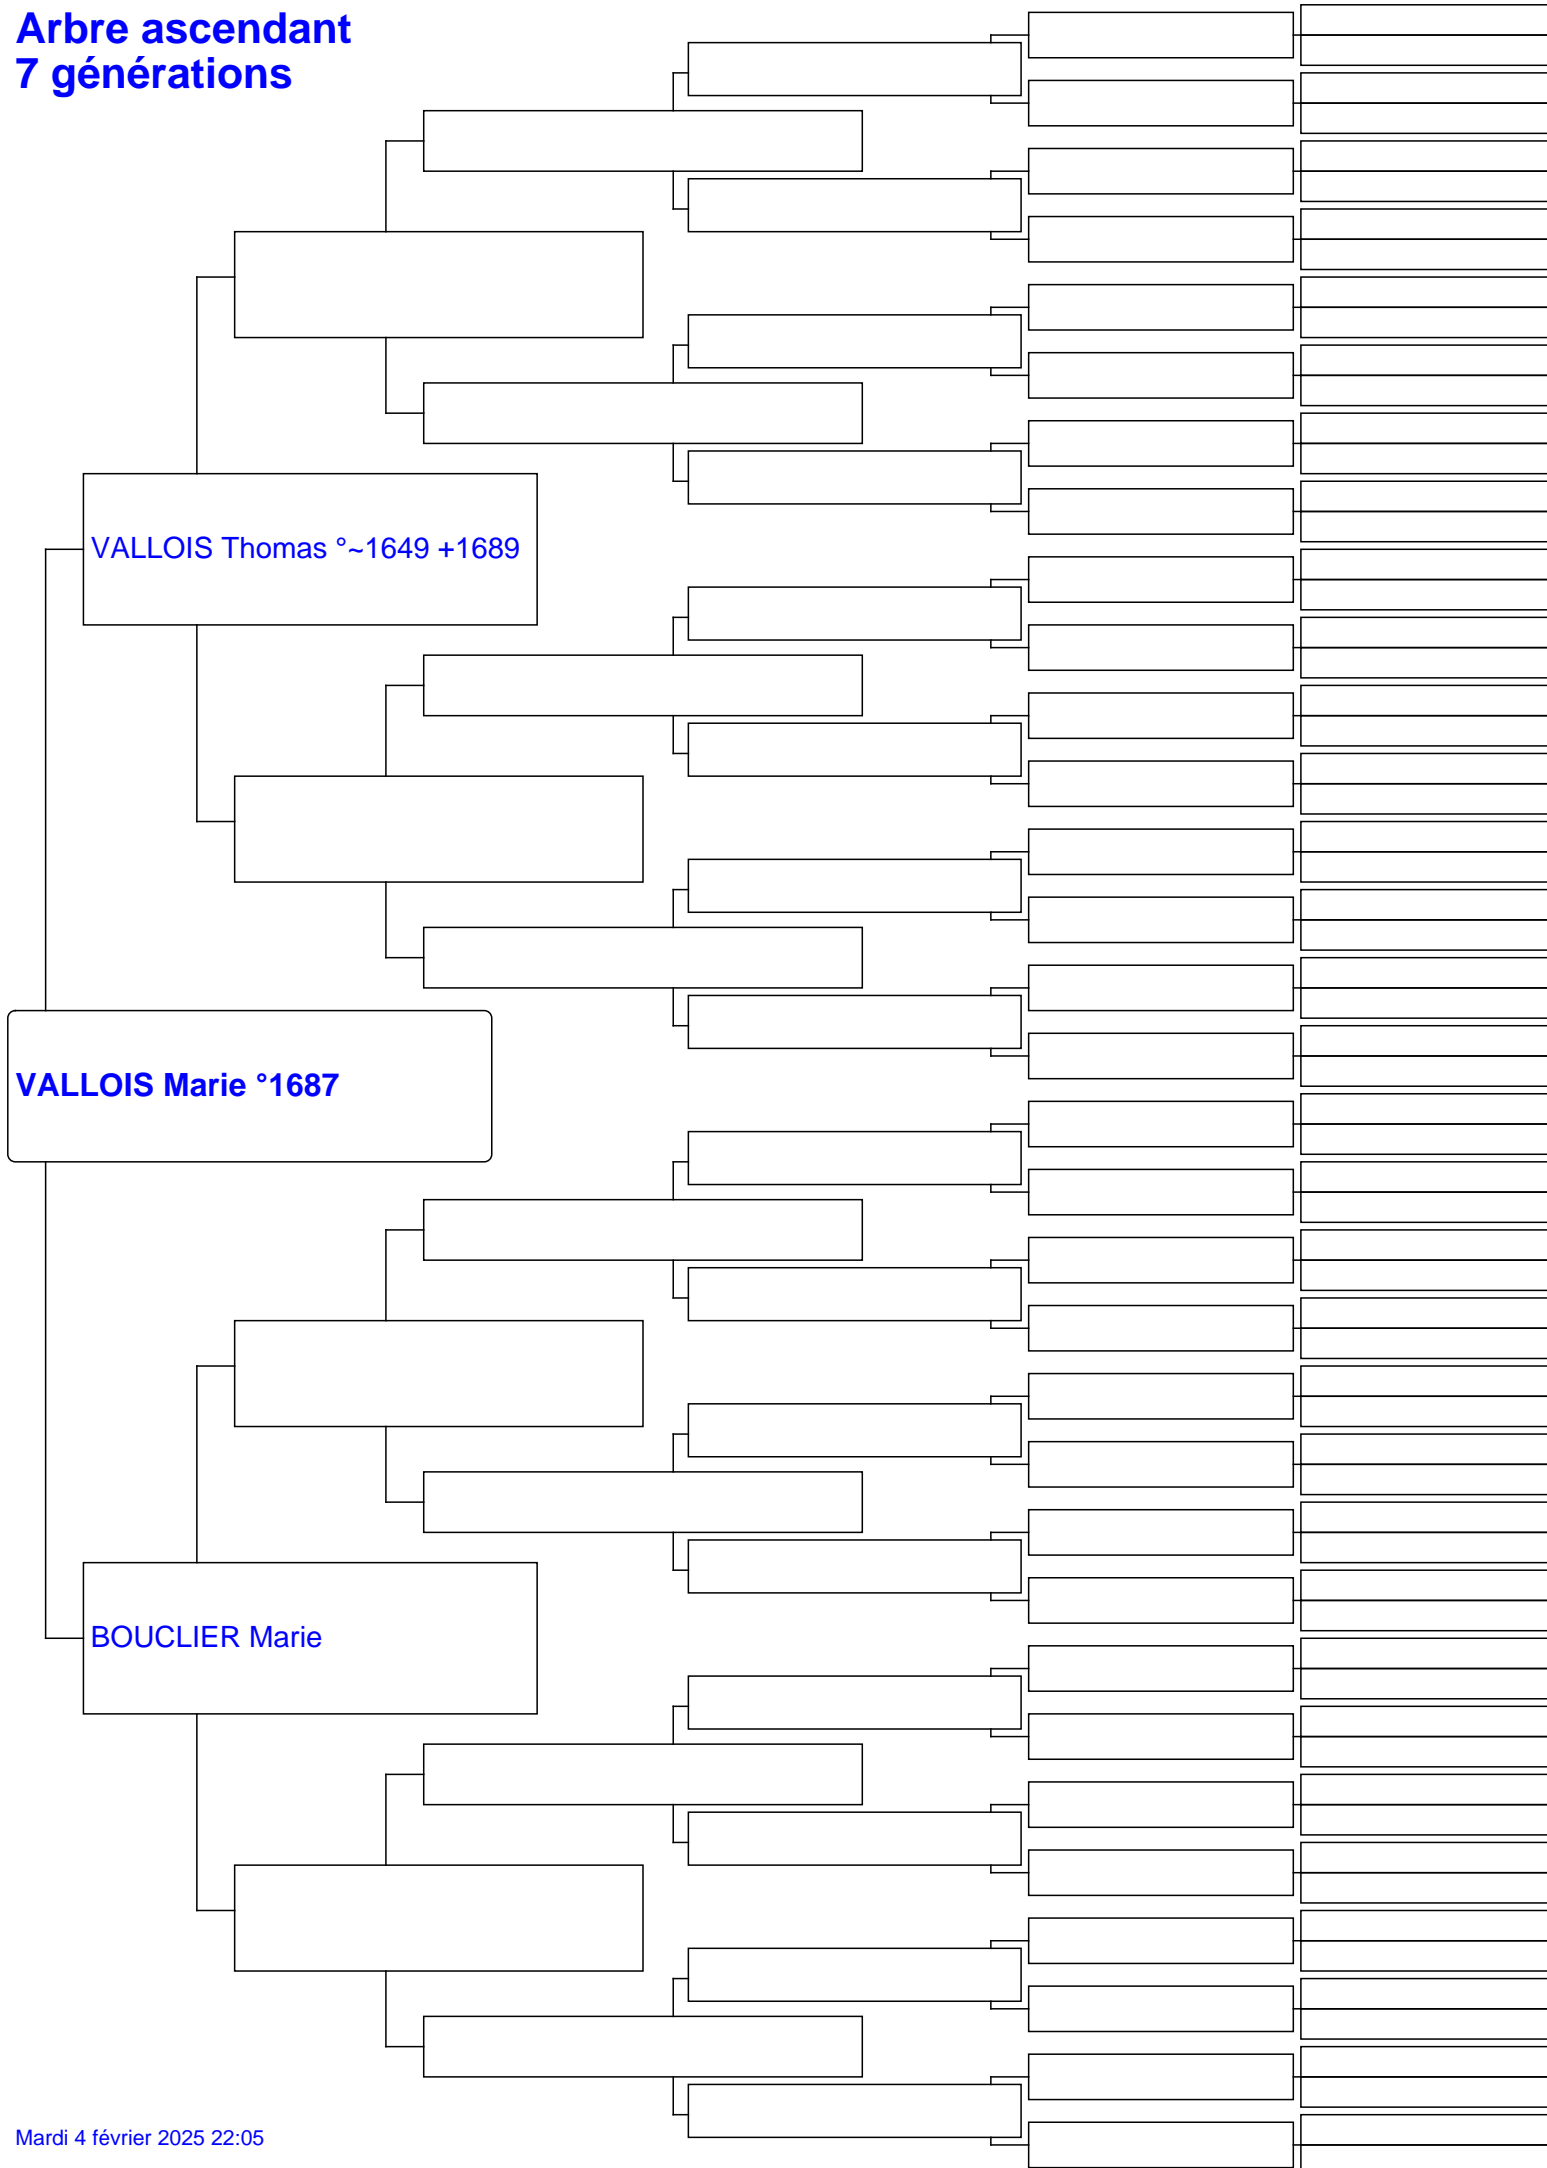 Arbre ascendant
7 générations
VALLOIS Thomas °~1649 +1689
VALLOIS Marie °1687
BOUCLIER Marie
Mardi 4 février 2025 22:05